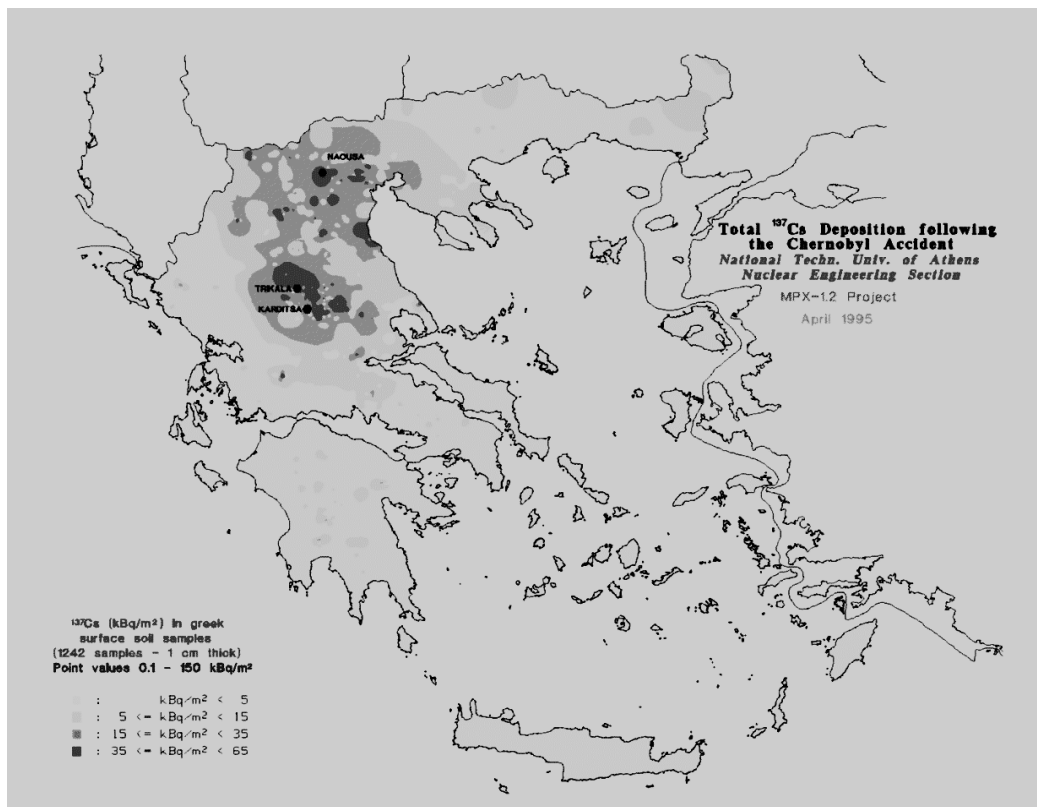 NAOUSA
TRIKALA
KARDITSA
Total ¹³⁷Cs Deposition following
the Chernobyl Accident
National Techn. Univ. of Athens
Nuclear Engineering Section
MPX-1.2 Project
April 1995
¹³⁷Cs (kBq/m²) in greek
surface soil samples
(1242 samples - 1 cm thick)
Point values 0.1 - 150 kBq/m²
: kBq/m² < 5
: 5 <= kBq/m² < 15
: 15 <= kBq/m² < 35
: 35 <= kBq/m² < 65